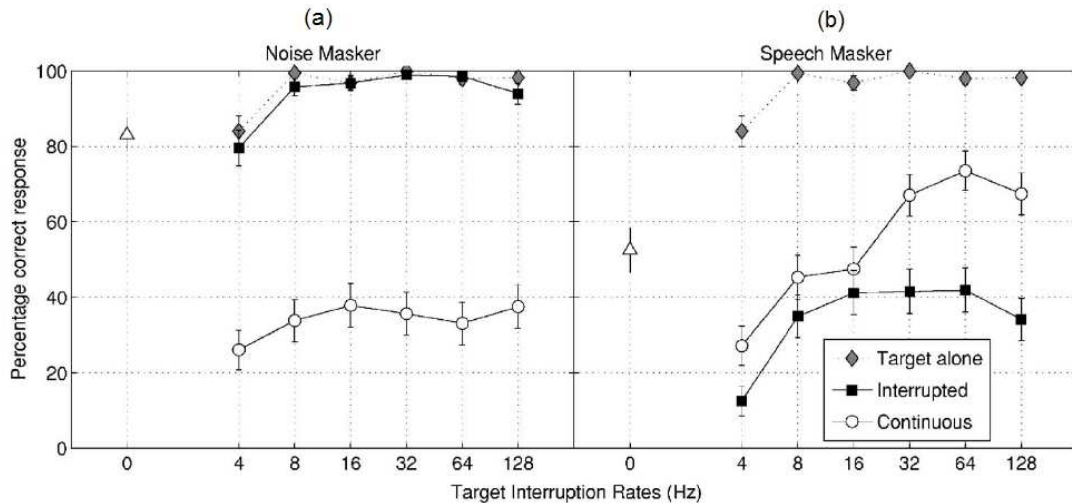 (a)
(b)
Noise Masker
Speech Masker
Percentage correct response
100
80
60
40
20
0
0 4 8 16 32 64 128
0 4 8 16 32 64 128
Target Interruption Rates (Hz)
Target alone
Interrupted
Continuous